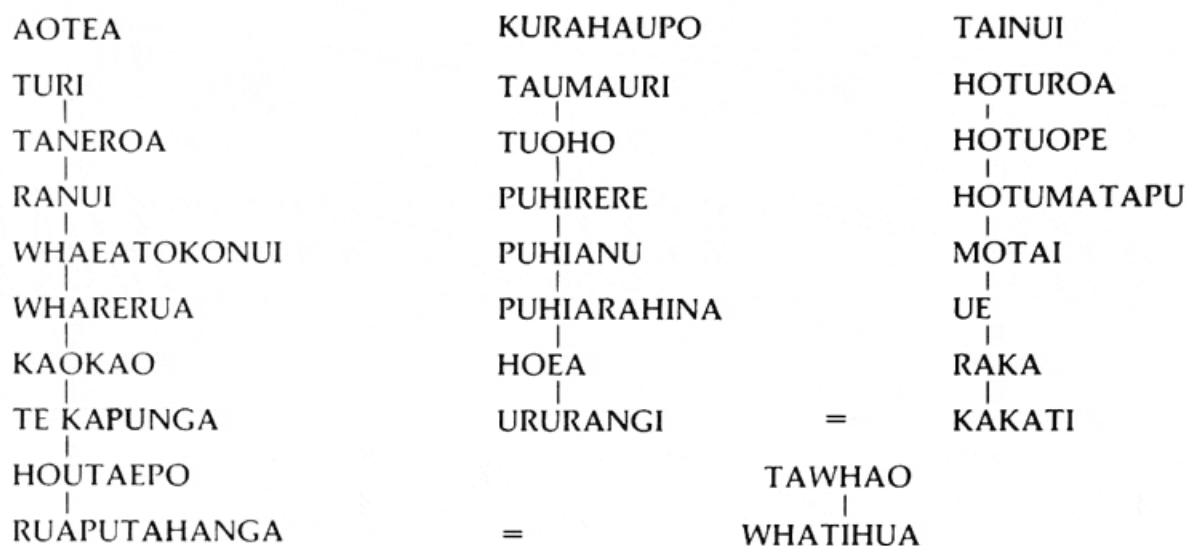 AOTEA KURAHAUPO TAINUI
TURI TAUMAURI HOTUROA
TANEROA TUOHO HOTUOPE
RANUI PUHIRERE HOTUMATAPU
WHAEATOKONUI PUHIANU MOTAI
WHARERUA PUHIARAHINA UE
KAOKAO HOEA RAKA
TE KAPUNGA URURANGI = KAKATI
HOUTAEPO TAWHAO
RUAPUTAHANGA = WHATIHUA